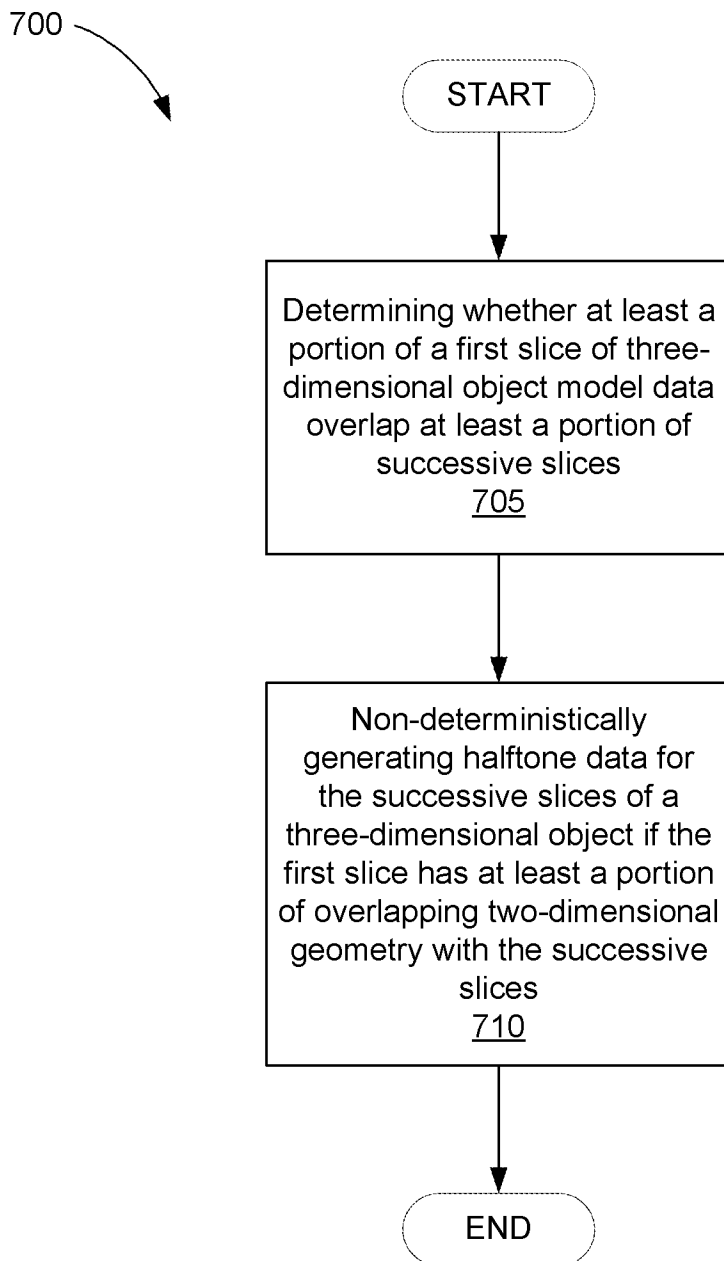 700
START
Determining whether at least a
portion of a first slice of three-
dimensional object model data
overlap at least a portion of
successive slices
705
Non-deterministically
generating halftone data for
the successive slices of a
three-dimensional object if the
first slice has at least a portion
of overlapping two-dimensional
geometry with the successive
slices
710
END